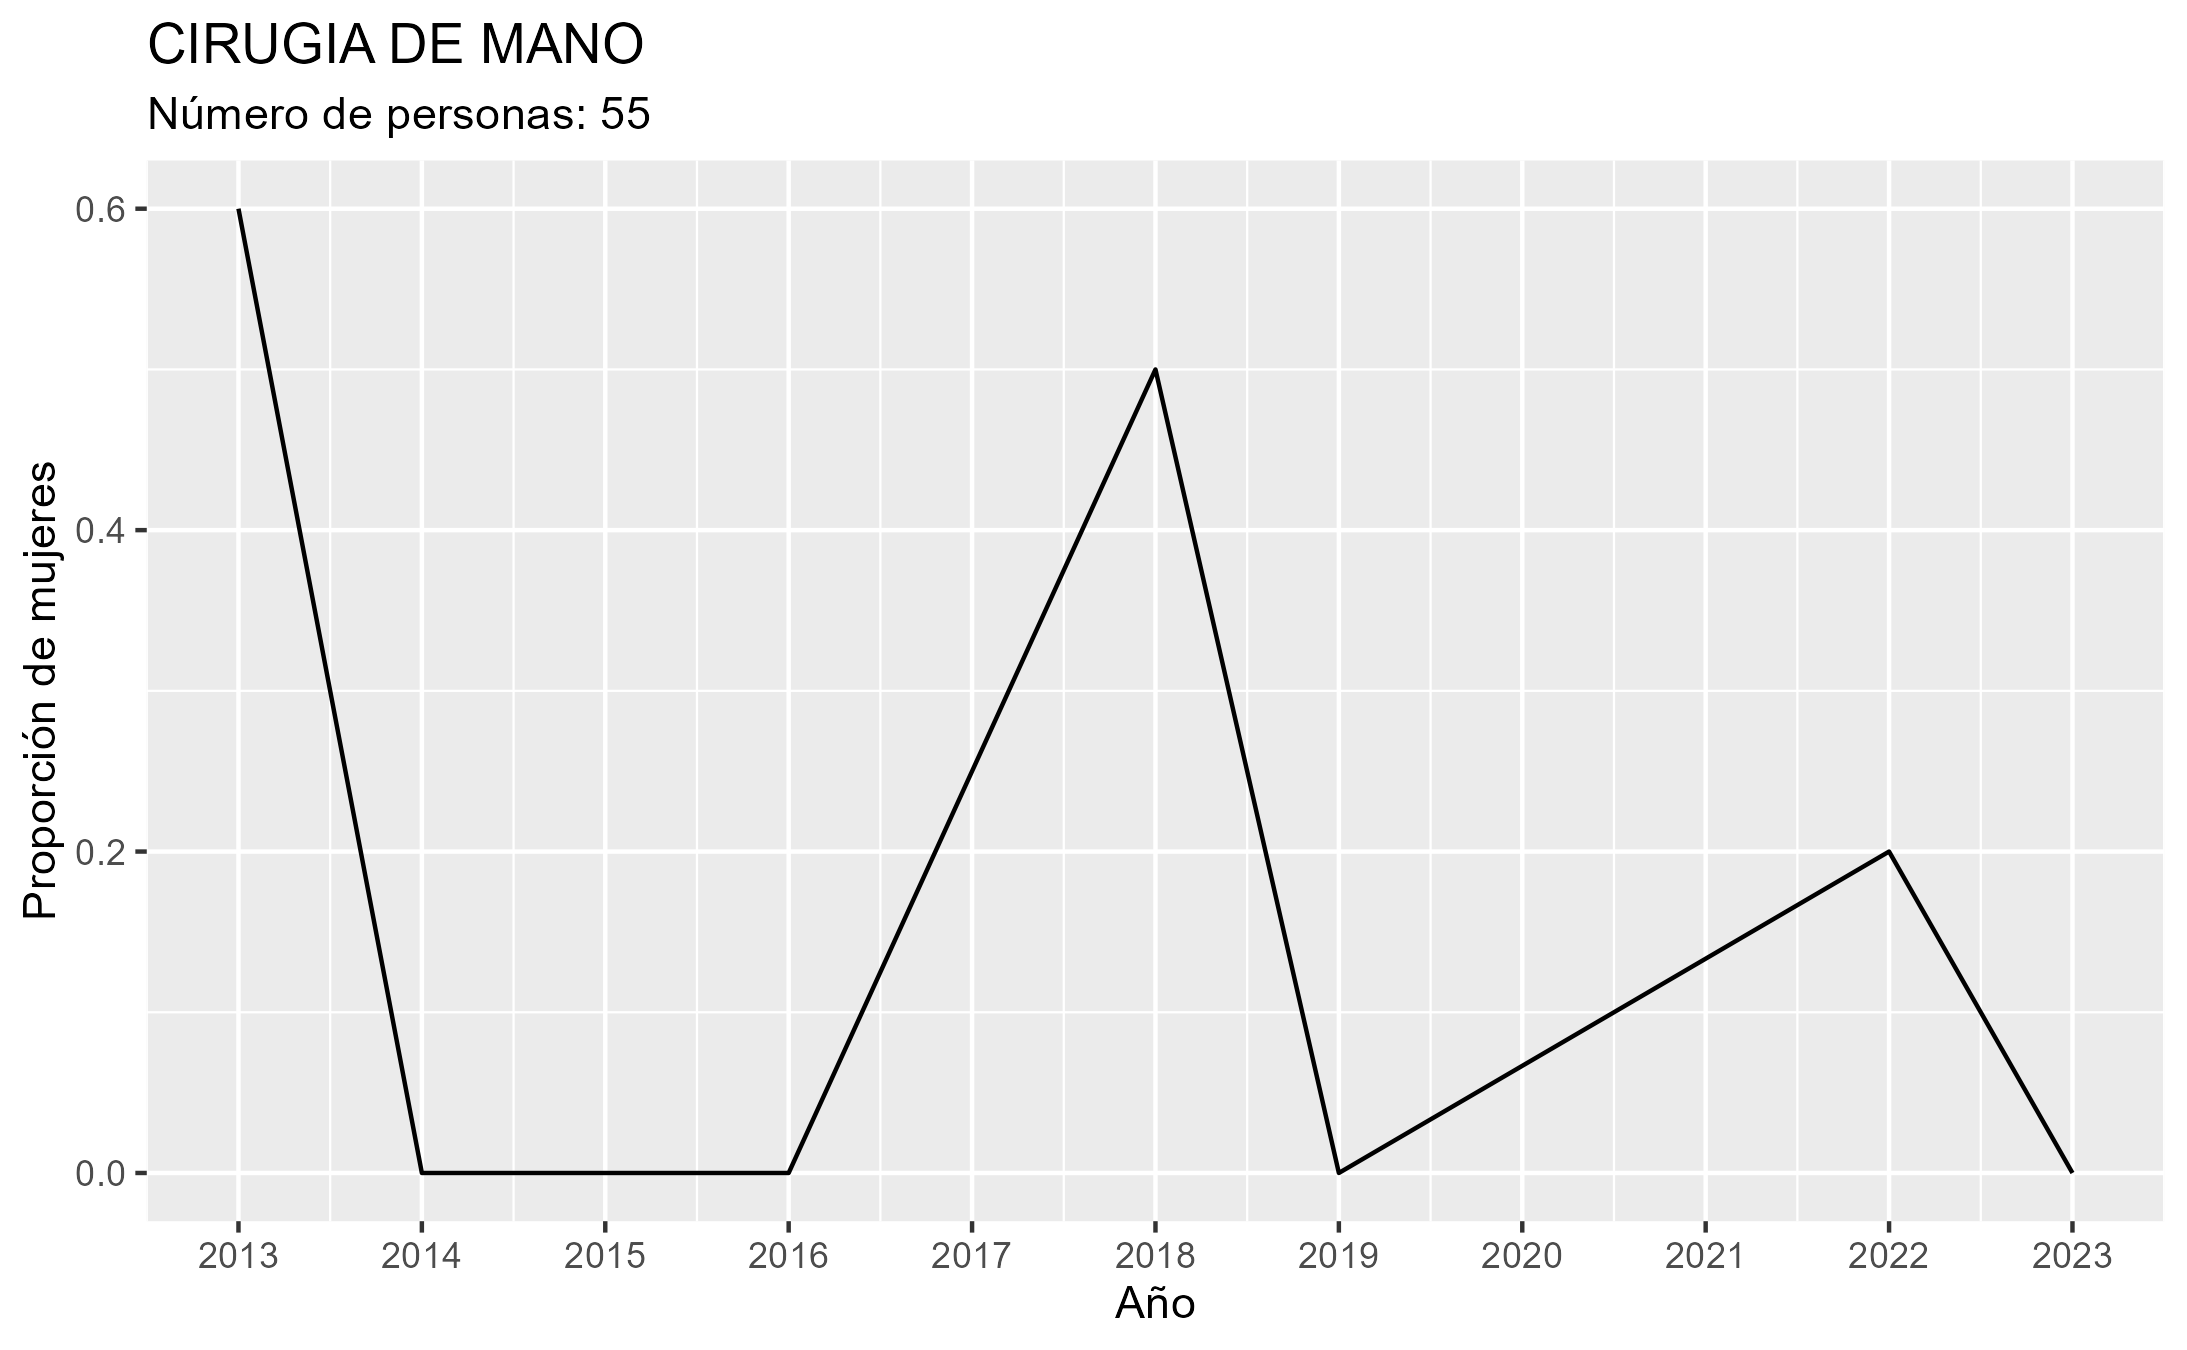 CIRUGIA DE MANO
Número de personas: 55
Proporción de mujeres
0.6
0.4
0.2
0.0
2013 2014 2015 2016 2017 2018 2019 2020 2021 2022 2023
Año